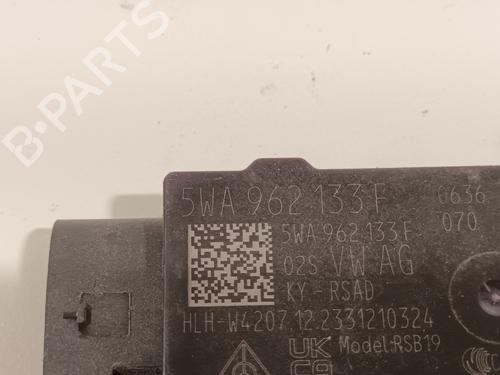 B-PARTS
5WA 962 133 F
0636
070
5WA 962 133 F
02S VW AG
KY - RSAD
HLH-W4207.12.2331210324
UK
CA
Model:RSB19